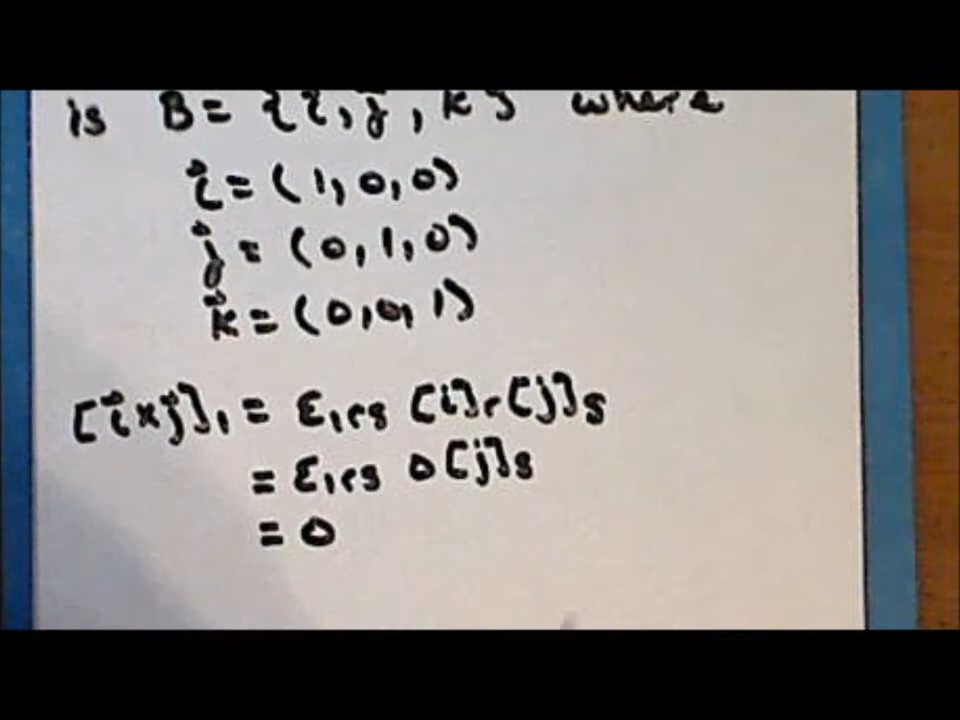 is B = {i⃗, j⃗, k⃗} where
i⃗ = (1, 0, 0)
j⃗ = (0, 1, 0)
k⃗ = (0, 0, 1)
[i⃗ x j⃗]₁ = ε₁rs [i]r [j]s
= ε₁rs 0 [j]s
= 0